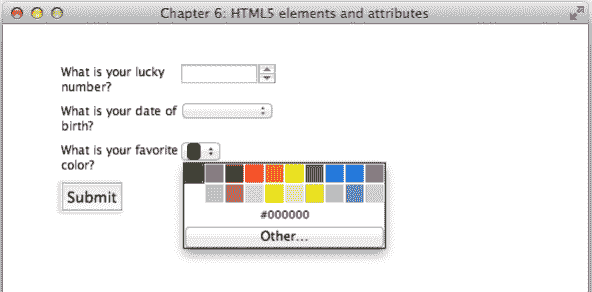 Chapter 6: HTML5 elements and attributes
What is your lucky
number?
What is your date of
birth?
What is your favorite
color?
#000000
Other...
Submit